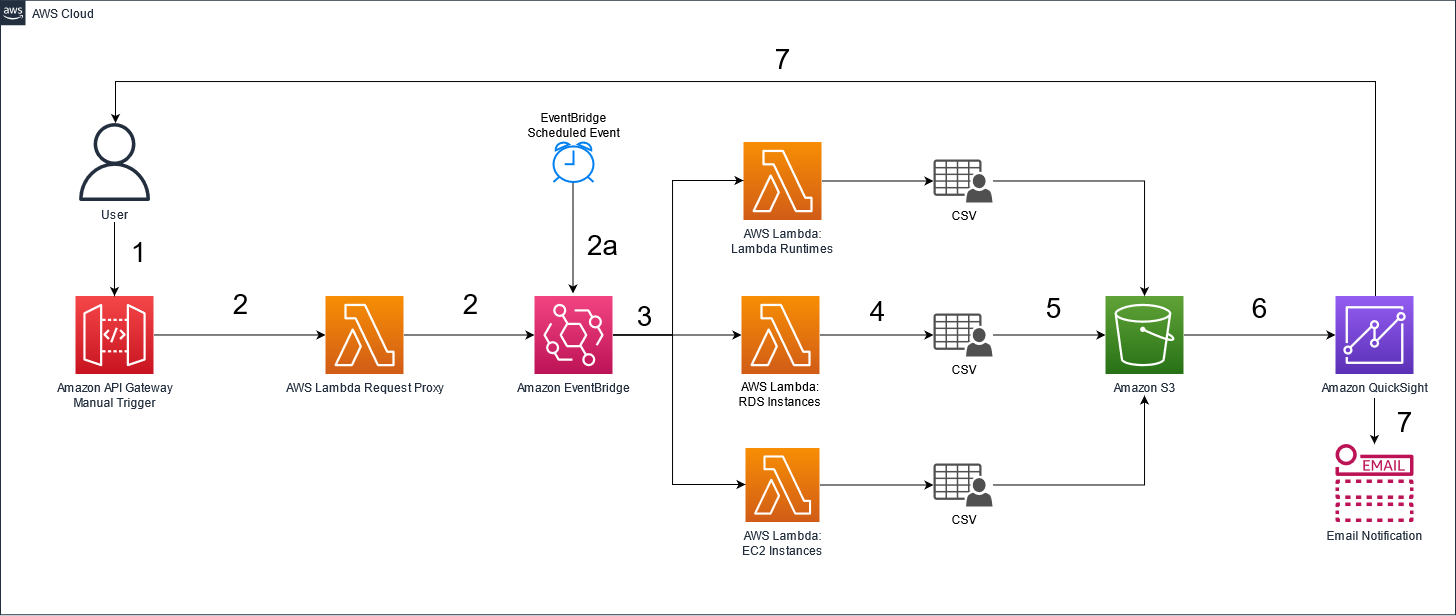 aws
AWS Cloud
7
EventBridge
Scheduled Event
User
1
2a
AWS Lambda:
Lambda Runtimes
CSV
2
2
3
4
5
6
</>
Amazon API Gateway
Manual Trigger
AWS Lambda Request Proxy
Amazon EventBridge
AWS Lambda:
RDS Instances
CSV
Amazon S3
Amazon QuickSight
7
EMAIL
Email Notification
AWS Lambda:
EC2 Instances
CSV